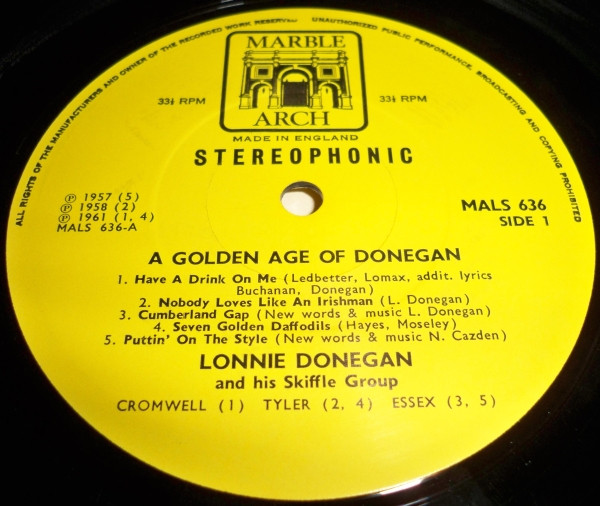 ALL RIGHTS OF THE MANUFACTURERS AND OWNER OF THE RECORDED WORK RESERVED UNAUTHORIZED PUBLIC PERFORMANCE, BROADCASTING AND COPYING PROHIBITED
MARBLE
ARCH
33⅓ RPM
33⅓ RPM
MADE IN ENGLAND
STEREOPHONIC
℗ 1957 (5)
℗ 1958 (2)
℗ 1961 (1, 4)
MALS 636-A
MALS 636
SIDE 1
A GOLDEN AGE OF DONEGAN
1. Have A Drink On Me (Ledbetter, Lomax, addit. lyrics
Buchanan, Donegan)
2. Nobody Loves Like An Irishman (L. Donegan)
3. Cumberland Gap (New words & music L. Donegan)
4. Seven Golden Daffodils (Hayes, Moseley)
5. Puttin' On The Style (New words & music N. Cazden)
LONNIE DONEGAN
and his Skiffle Group
CROMWELL (1) TYLER (2, 4) ESSEX (3, 5)